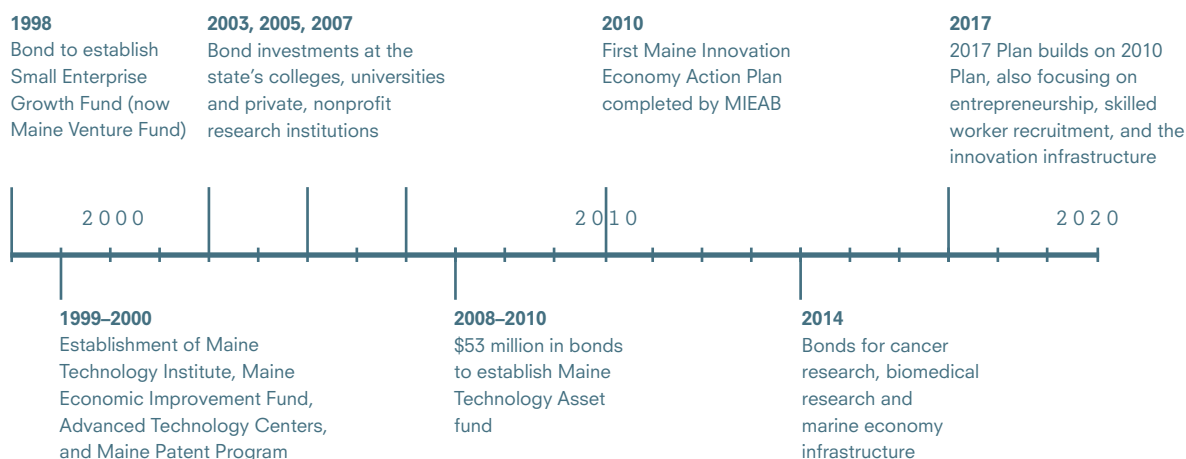 1998
Bond to establish
Small Enterprise
Growth Fund (now
Maine Venture Fund)
2003, 2005, 2007
Bond investments at the
state’s colleges, universities
and private, nonprofit
research institutions
2010
First Maine Innovation
Economy Action Plan
completed by MIEAB
2017
2017 Plan builds on 2010
Plan, also focusing on
entrepreneurship, skilled
worker recruitment, and the
innovation infrastructure
2000
2010
2020
1999–2000
Establishment of Maine
Technology Institute, Maine
Economic Improvement Fund,
Advanced Technology Centers,
and Maine Patent Program
2008–2010
$53 million in bonds
to establish Maine
Technology Asset
fund
2014
Bonds for cancer
research, biomedical
research and
marine economy
infrastructure